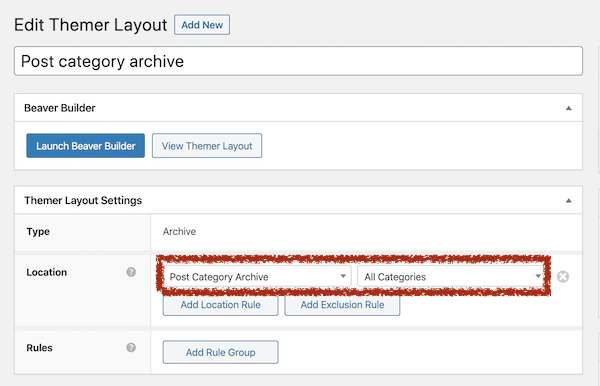 Edit Themer Layout Add New
Post category archive
Beaver Builder
Launch Beaver Builder View Themer Layout
Themer Layout Settings
Type Archive
Location ? Post Category Archive All Categories
Add Location Rule Add Exclusion Rule
Rules ? Add Rule Group